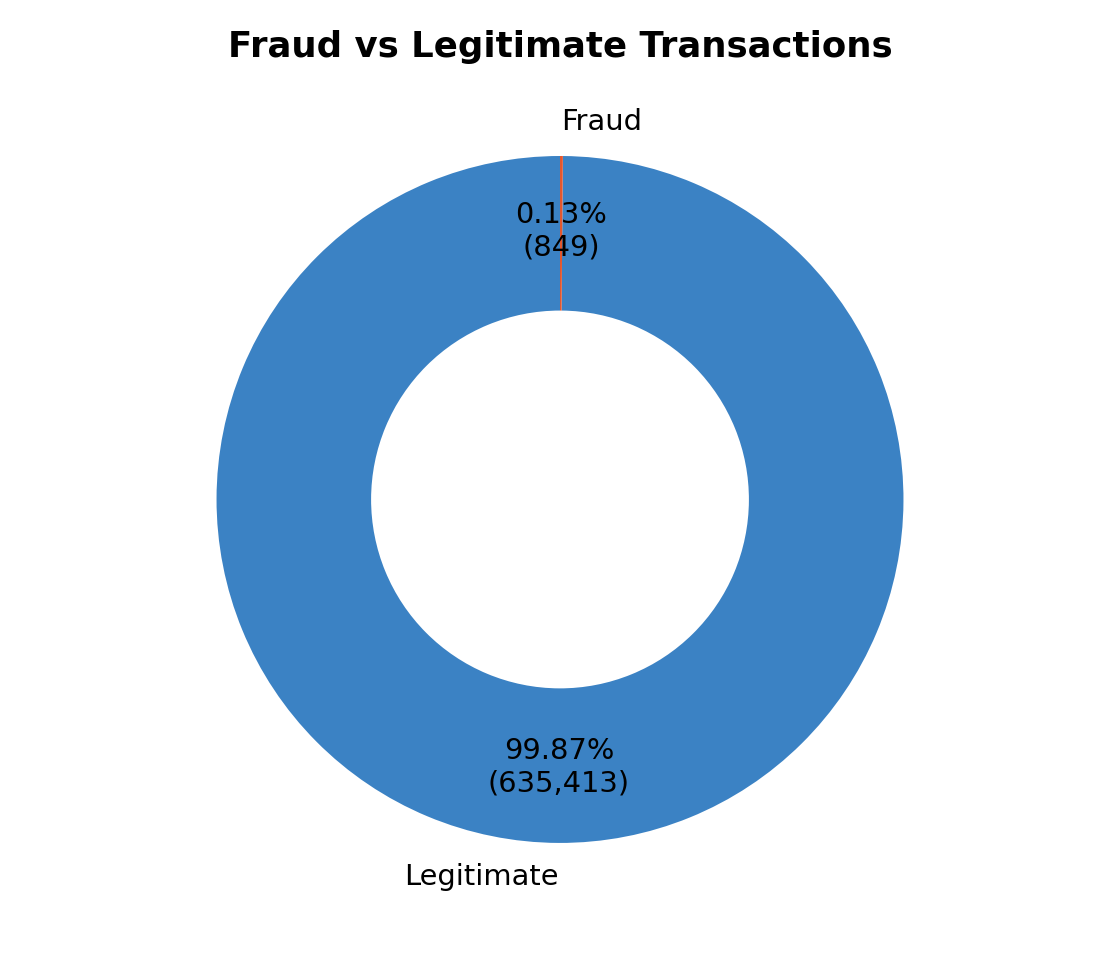 Fraud vs Legitimate Transactions
Fraud
0.13%
(849)
99.87%
(635,413)
Legitimate